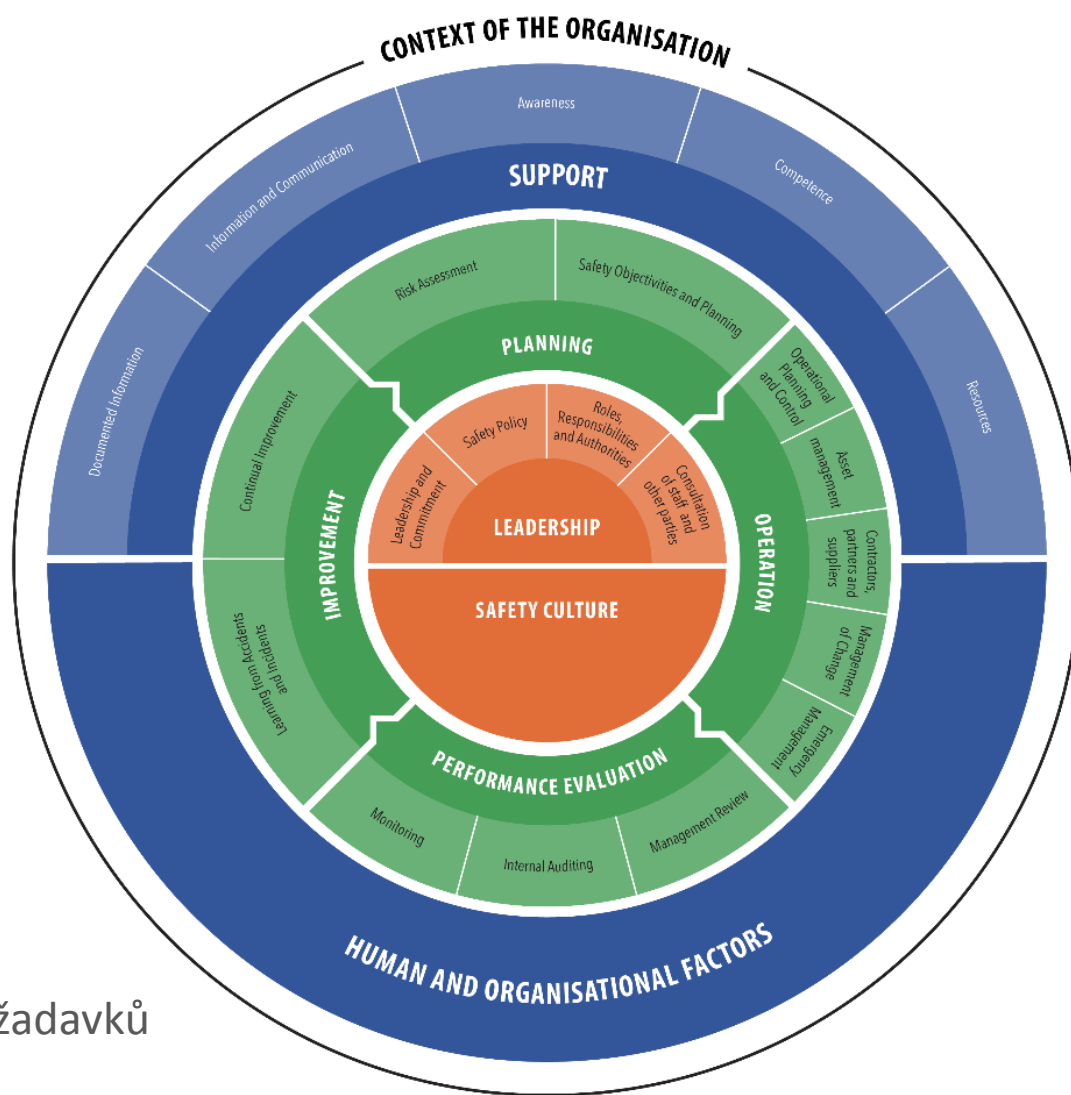 CONTEXT OF THE ORGANISATION
Awareness
Information and Communication
Competence
Documented Information
Resources
SUPPORT
Risk Assessment
Safety Objectivities and Planning
PLANNING
Continual Improvement
Learning from Accidents
and Incidents
IMPROVEMENT
Operational
Planning
and Control
Asset
management
Contractors,
partners and
suppliers
Management
of Change
Emergency
Management
OPERATION
Leadership and
Commitment
Safety Policy
Roles,
Responsibilities
and Authorities
Consultation
of staff and
other parties
LEADERSHIP
SAFETY CULTURE
PERFORMANCE EVALUATION
Monitoring
Internal Auditing
Management Review
HUMAN AND ORGANISATIONAL FACTORS
žadavků